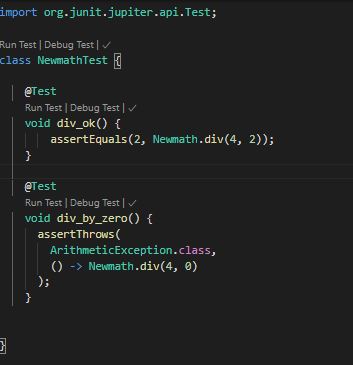 import org.junit.jupiter.api.Test;
Run Test | Debug Test | ✓
class NewmathTest {
@Test
Run Test | Debug Test | ✓
void div_ok() {
assertEquals(2, Newmath.div(4, 2));
}
@Test
Run Test | Debug Test | ✓
void div_by_zero() {
assertThrows(
ArithmeticException.class,
() -> Newmath.div(4, 0)
);
}
}